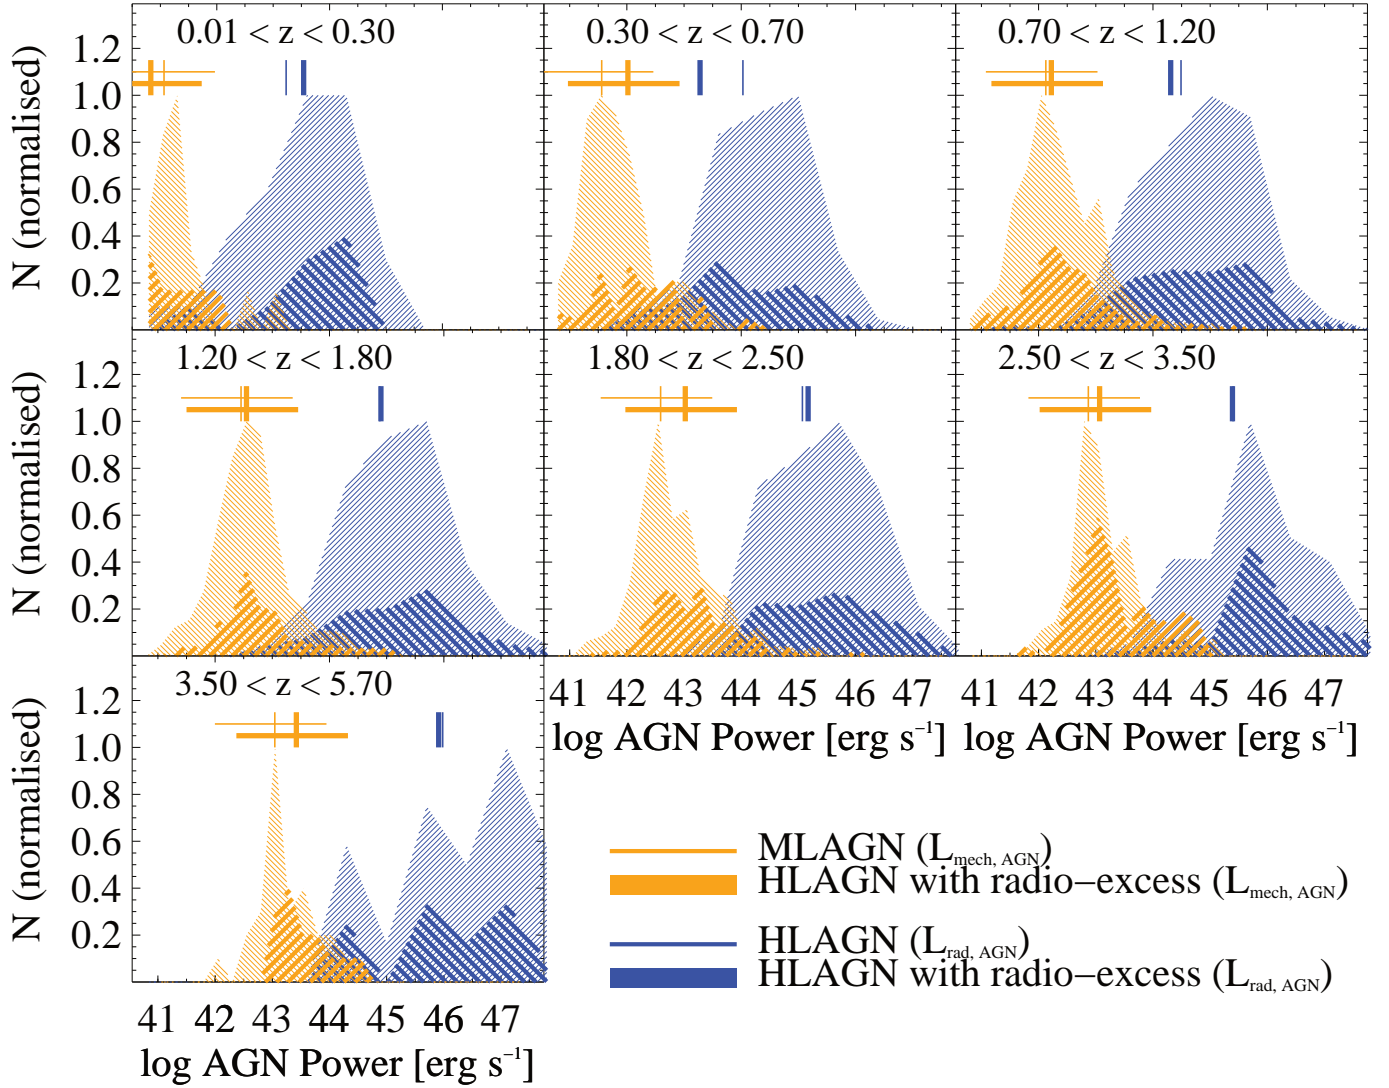 0.01 < z < 0.30
0.30 < z < 0.70
0.70 < z < 1.20
1.2
1.0
0.8
0.6
0.4
0.2
N (normalised)
1.20 < z < 1.80
1.80 < z < 2.50
2.50 < z < 3.50
1.2
1.0
0.8
0.6
0.4
0.2
N (normalised)
41 42 43 44 45 46 47
log AGN Power [erg s⁻¹]
41 42 43 44 45 46 47
log AGN Power [erg s⁻¹]
3.50 < z < 5.70
1.2
1.0
0.8
0.6
0.4
0.2
N (normalised)
41 42 43 44 45 46 47
log AGN Power [erg s⁻¹]
MLAGN (L mech, AGN)
HLAGN with radio−excess (L mech, AGN)
HLAGN (L rad, AGN)
HLAGN with radio−excess (L rad, AGN)